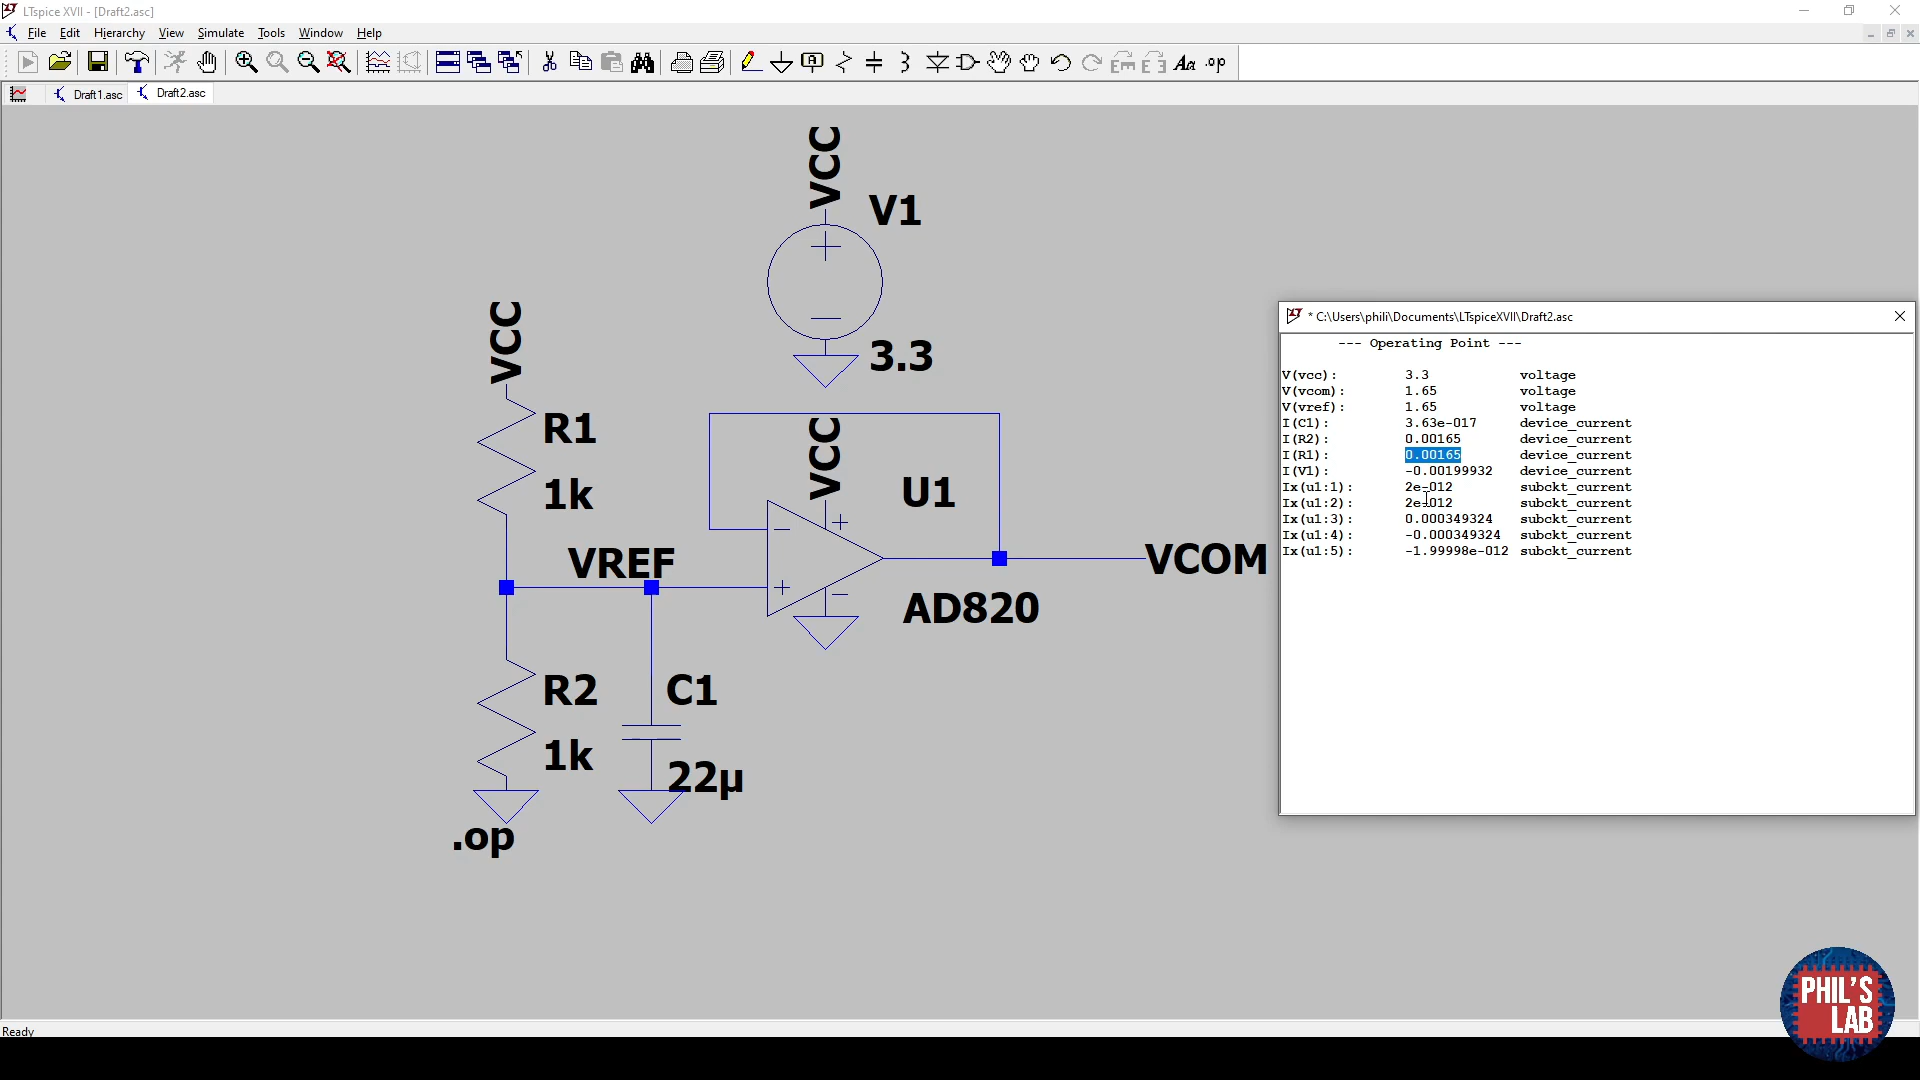 LTspice XVII - [Draft2.asc]
File Edit Hierarchy View Simulate Tools Window Help
Draft1.asc Draft2.asc
VCC
V1
3.3
VCC
R1
1k
VCC
U1
VREF
VCOM
AD820
R2
1k
C1
22µ
.op
* C:\Users\phili\Documents\LTspiceXVII\Draft2.asc
--- Operating Point ---
V(vcc): 3.3 voltage
V(vcom): 1.65 voltage
V(vref): 1.65 voltage
I(C1): 3.63e-017 device_current
I(R2): 0.00165 device_current
I(R1): 0.00165 device_current
I(V1): -0.00199932 device_current
Ix(u1:1): 2e-012 subckt_current
Ix(u1:2): 2e-012 subckt_current
Ix(u1:3): 0.000349324 subckt_current
Ix(u1:4): -0.000349324 subckt_current
Ix(u1:5): -1.99998e-012 subckt_current
PHIL'S
LAB
Ready